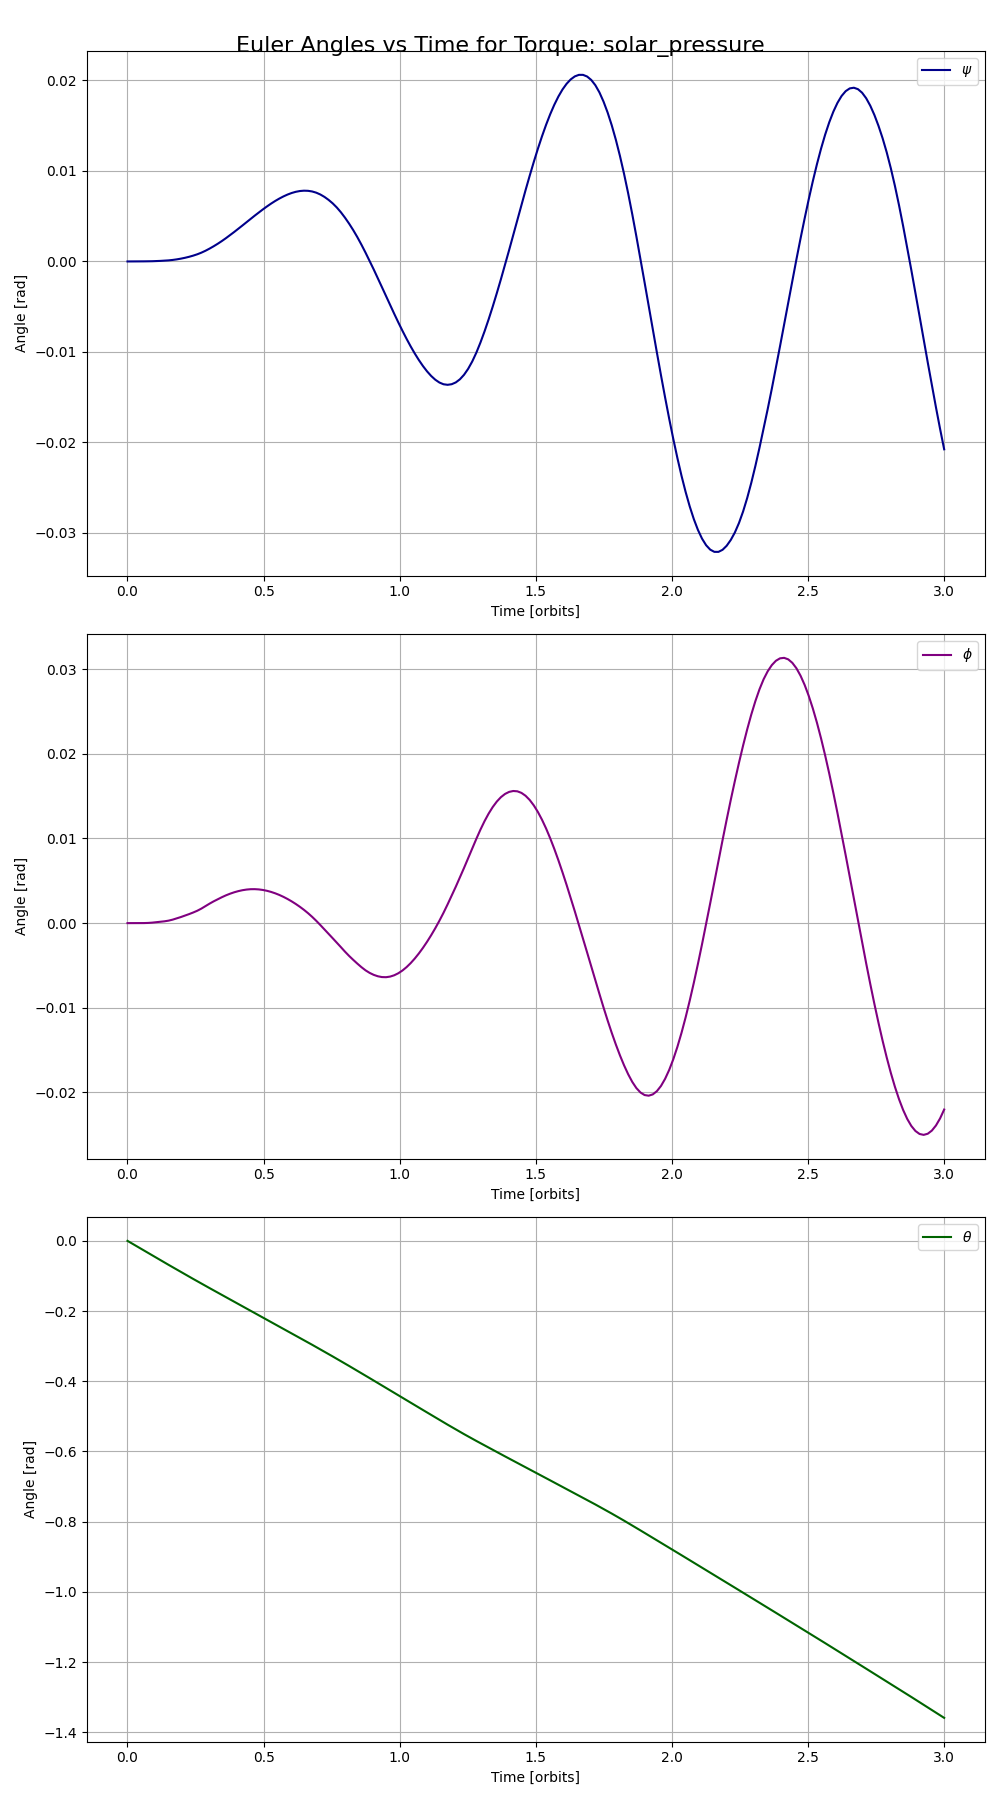 Euler Angles vs Time for Torque: solar_pressure
ψ
0.02
0.01
0.00
−0.01
−0.02
−0.03
Angle [rad]
0.0 0.5 1.0 1.5 2.0 2.5 3.0
Time [orbits]
ϕ
0.03
0.02
0.01
0.00
−0.01
−0.02
Angle [rad]
0.0 0.5 1.0 1.5 2.0 2.5 3.0
Time [orbits]
θ
0.0
−0.2
−0.4
−0.6
−0.8
−1.0
−1.2
−1.4
Angle [rad]
0.0 0.5 1.0 1.5 2.0 2.5 3.0
Time [orbits]